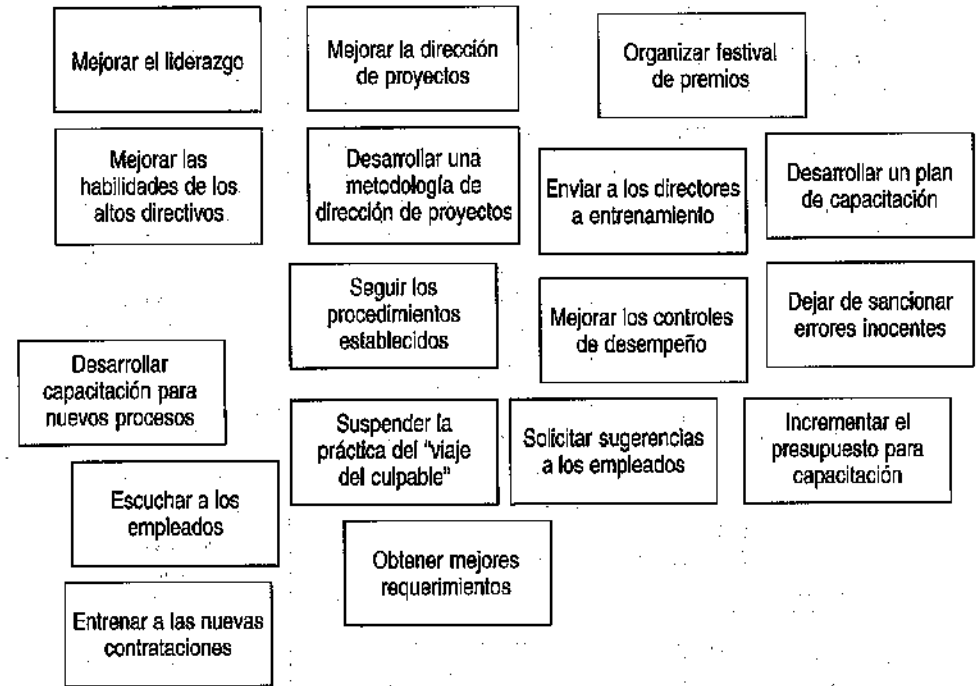 Mejorar el liderazgo
Mejorar la dirección
de proyectos
Organizar festival
de premios
Mejorar las
habilidades de los
altos directivos
Desarrollar una
metodología de
dirección de proyectos
Enviar a los directores
a entrenamiento
Desarrollar un plan
de capacitación
Seguir los
procedimientos
establecidos
Mejorar los controles
de desempeño
Dejar de sancionar
errores inocentes
Desarrollar
capacitación para
nuevos procesos
Suspender la
práctica del "viaje
del culpable"
Solicitar sugerencias
a los empleados
Incrementar el
presupuesto para
capacitación
Escuchar a los
empleados
Obtener mejores
requerimientos
Entrenar a las nuevas
contrataciones